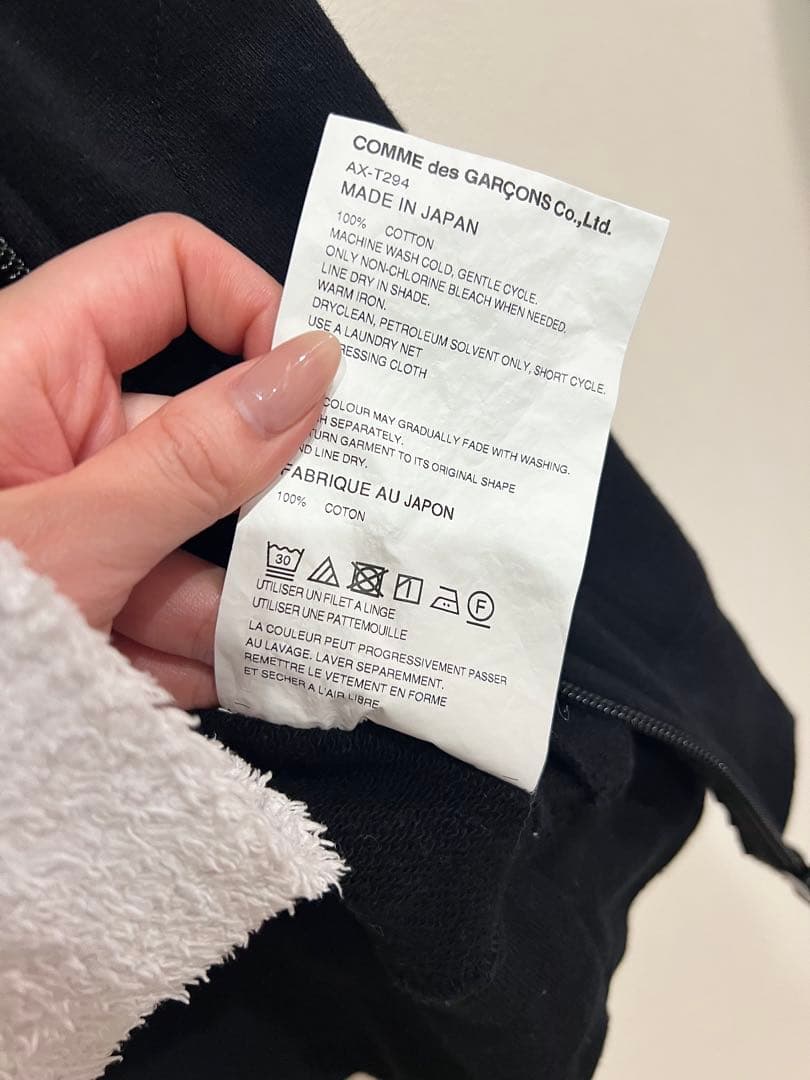 COMME des GARÇONS Co.,Ltd.
AX-T294
MADE IN JAPAN
100% COTTON
MACHINE WASH COLD, GENTLE CYCLE.
ONLY NON-CHLORINE BLEACH WHEN NEEDED.
LINE DRY IN SHADE.
WARM IRON.
DRYCLEAN, PETROLEUM SOLVENT ONLY, SHORT CYCLE.
USE A LAUNDRY NET
CLOTH
COLOUR MAY GRADUALLY FADE WITH WASHING.
SEPARATELY.
GARMENT TO ITS ORIGINAL SHAPE
LINE DRY.
FABRIQUE AU JAPON
100% COTON
30 F
UTILISER UN FILET A LINGE
UTILISER UNE PATTEMOUILLE
LA COULEUR PEUT PROGRESSIVEMENT PASSER
AU LAVAGE. LAVER SEPAREMMENT.
REMETTRE LE VETEMENT EN FORME
ET SECHER A L'AIR LIBRE